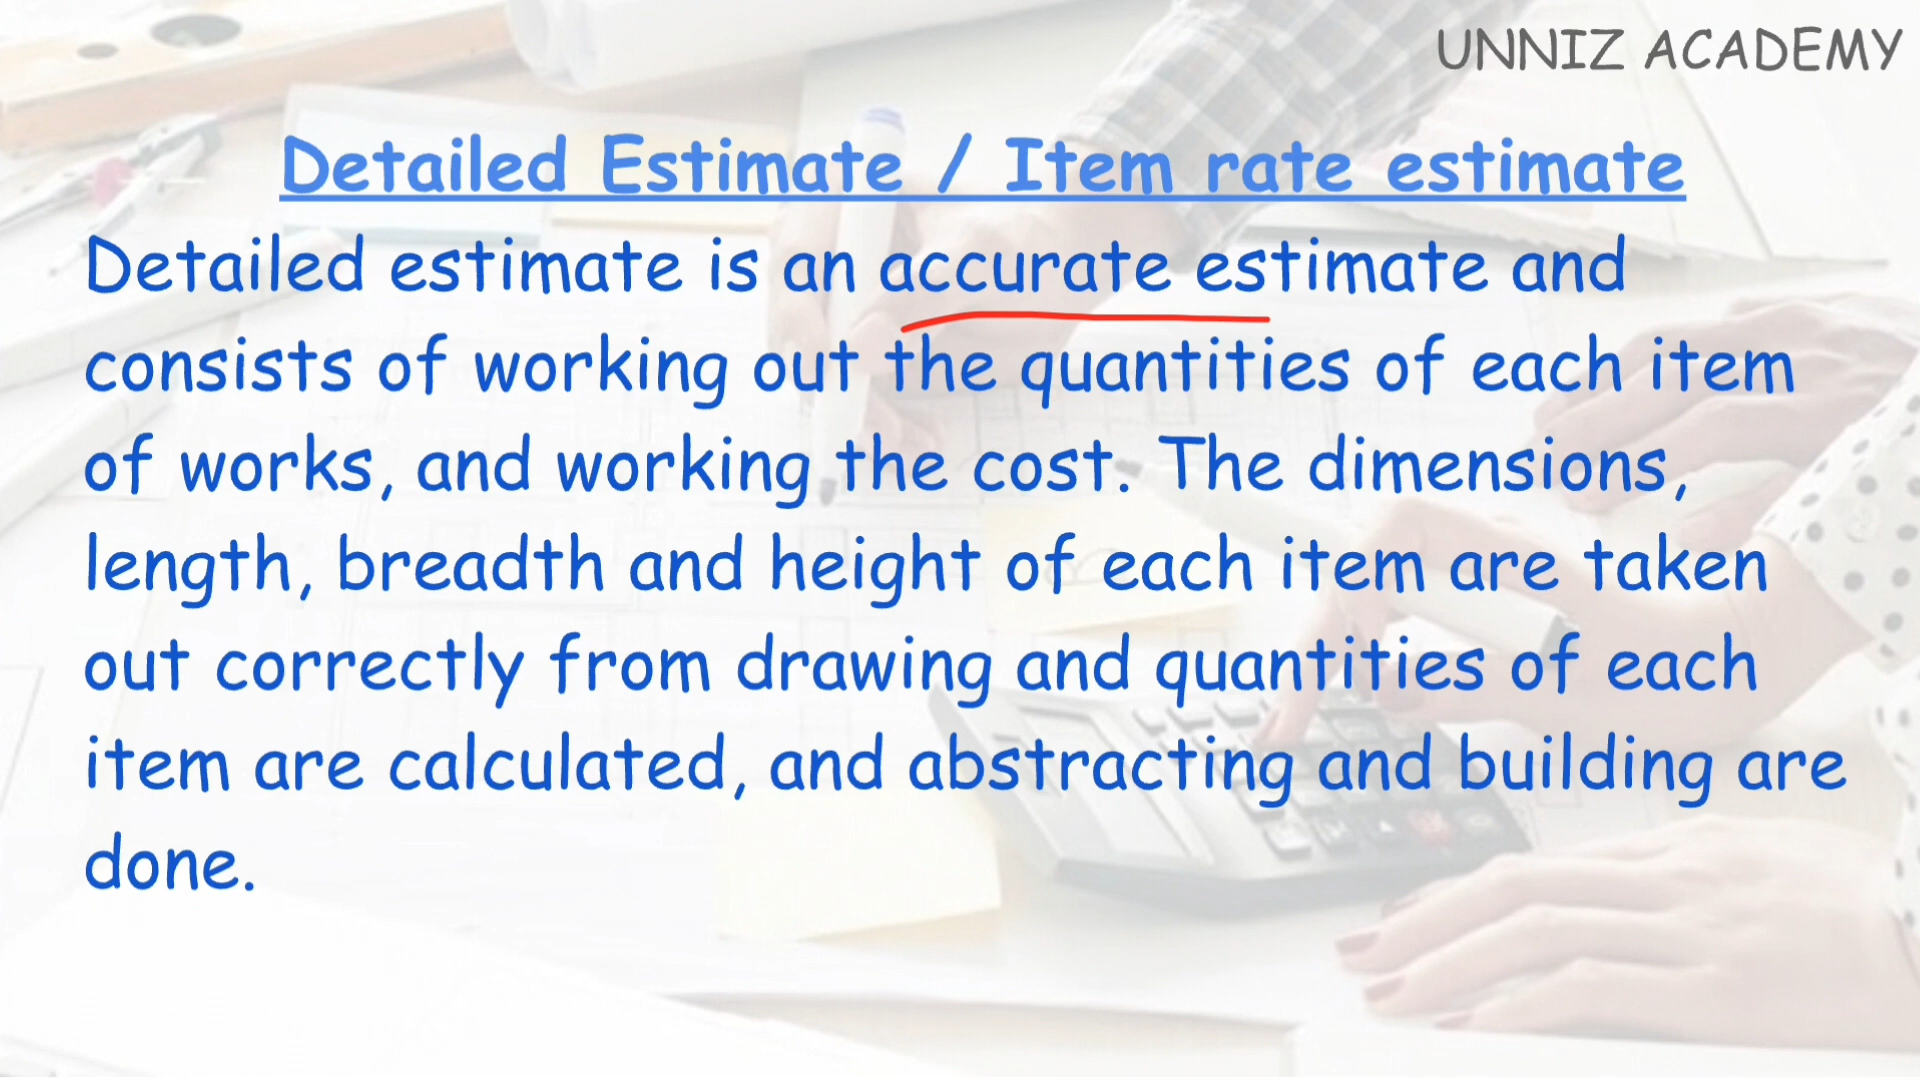 UNNIZ ACADEMY
Detailed Estimate / Item rate estimate
Detailed estimate is an accurate estimate and
consists of working out the quantities of each item
of works, and working the cost. The dimensions,
length, breadth and height of each item are taken
out correctly from drawing and quantities of each
item are calculated, and abstracting and building are
done.